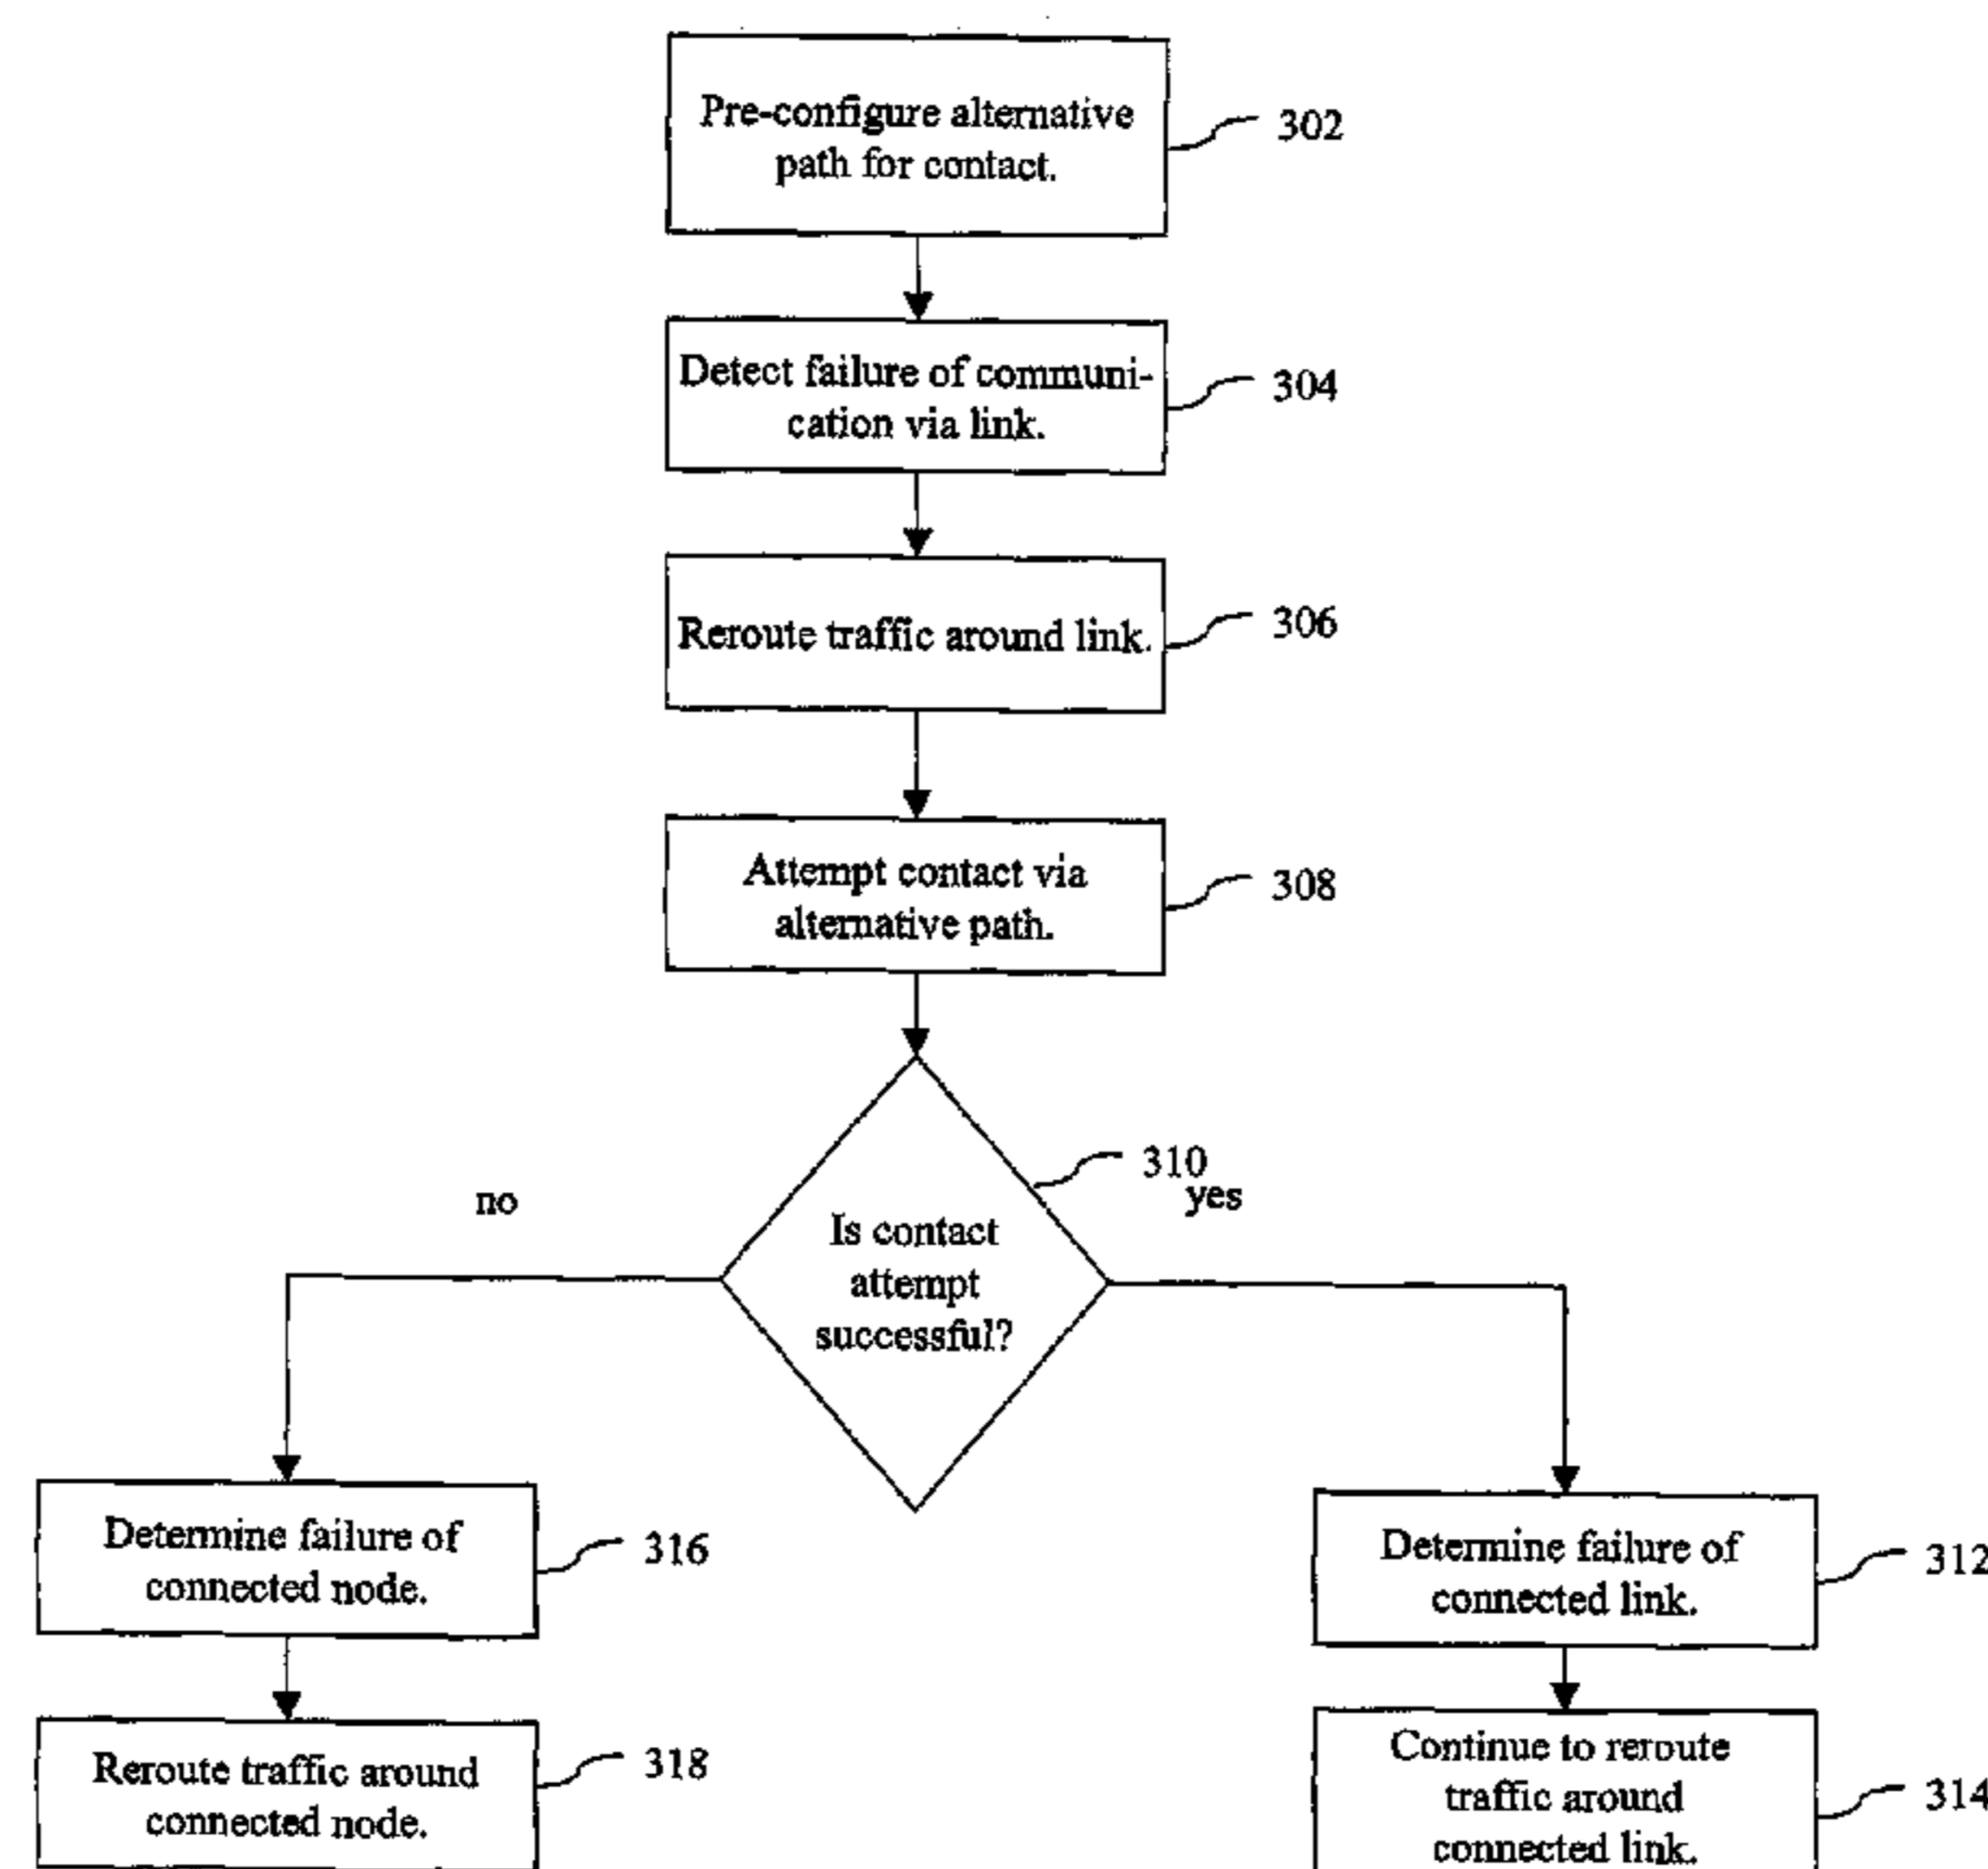 Pre-configure alternative
path for contact.
302
Detect failure of communi-
cation via link.
304
Reroute traffic around link.
306
Attempt contact via
alternative path.
308
310
no
yes
Is contact
attempt
successful?
Determine failure of
connected node.
316
Determine failure of
connected link.
312
Reroute traffic around
connected node.
318
Continue to reroute
traffic around
connected link.
314